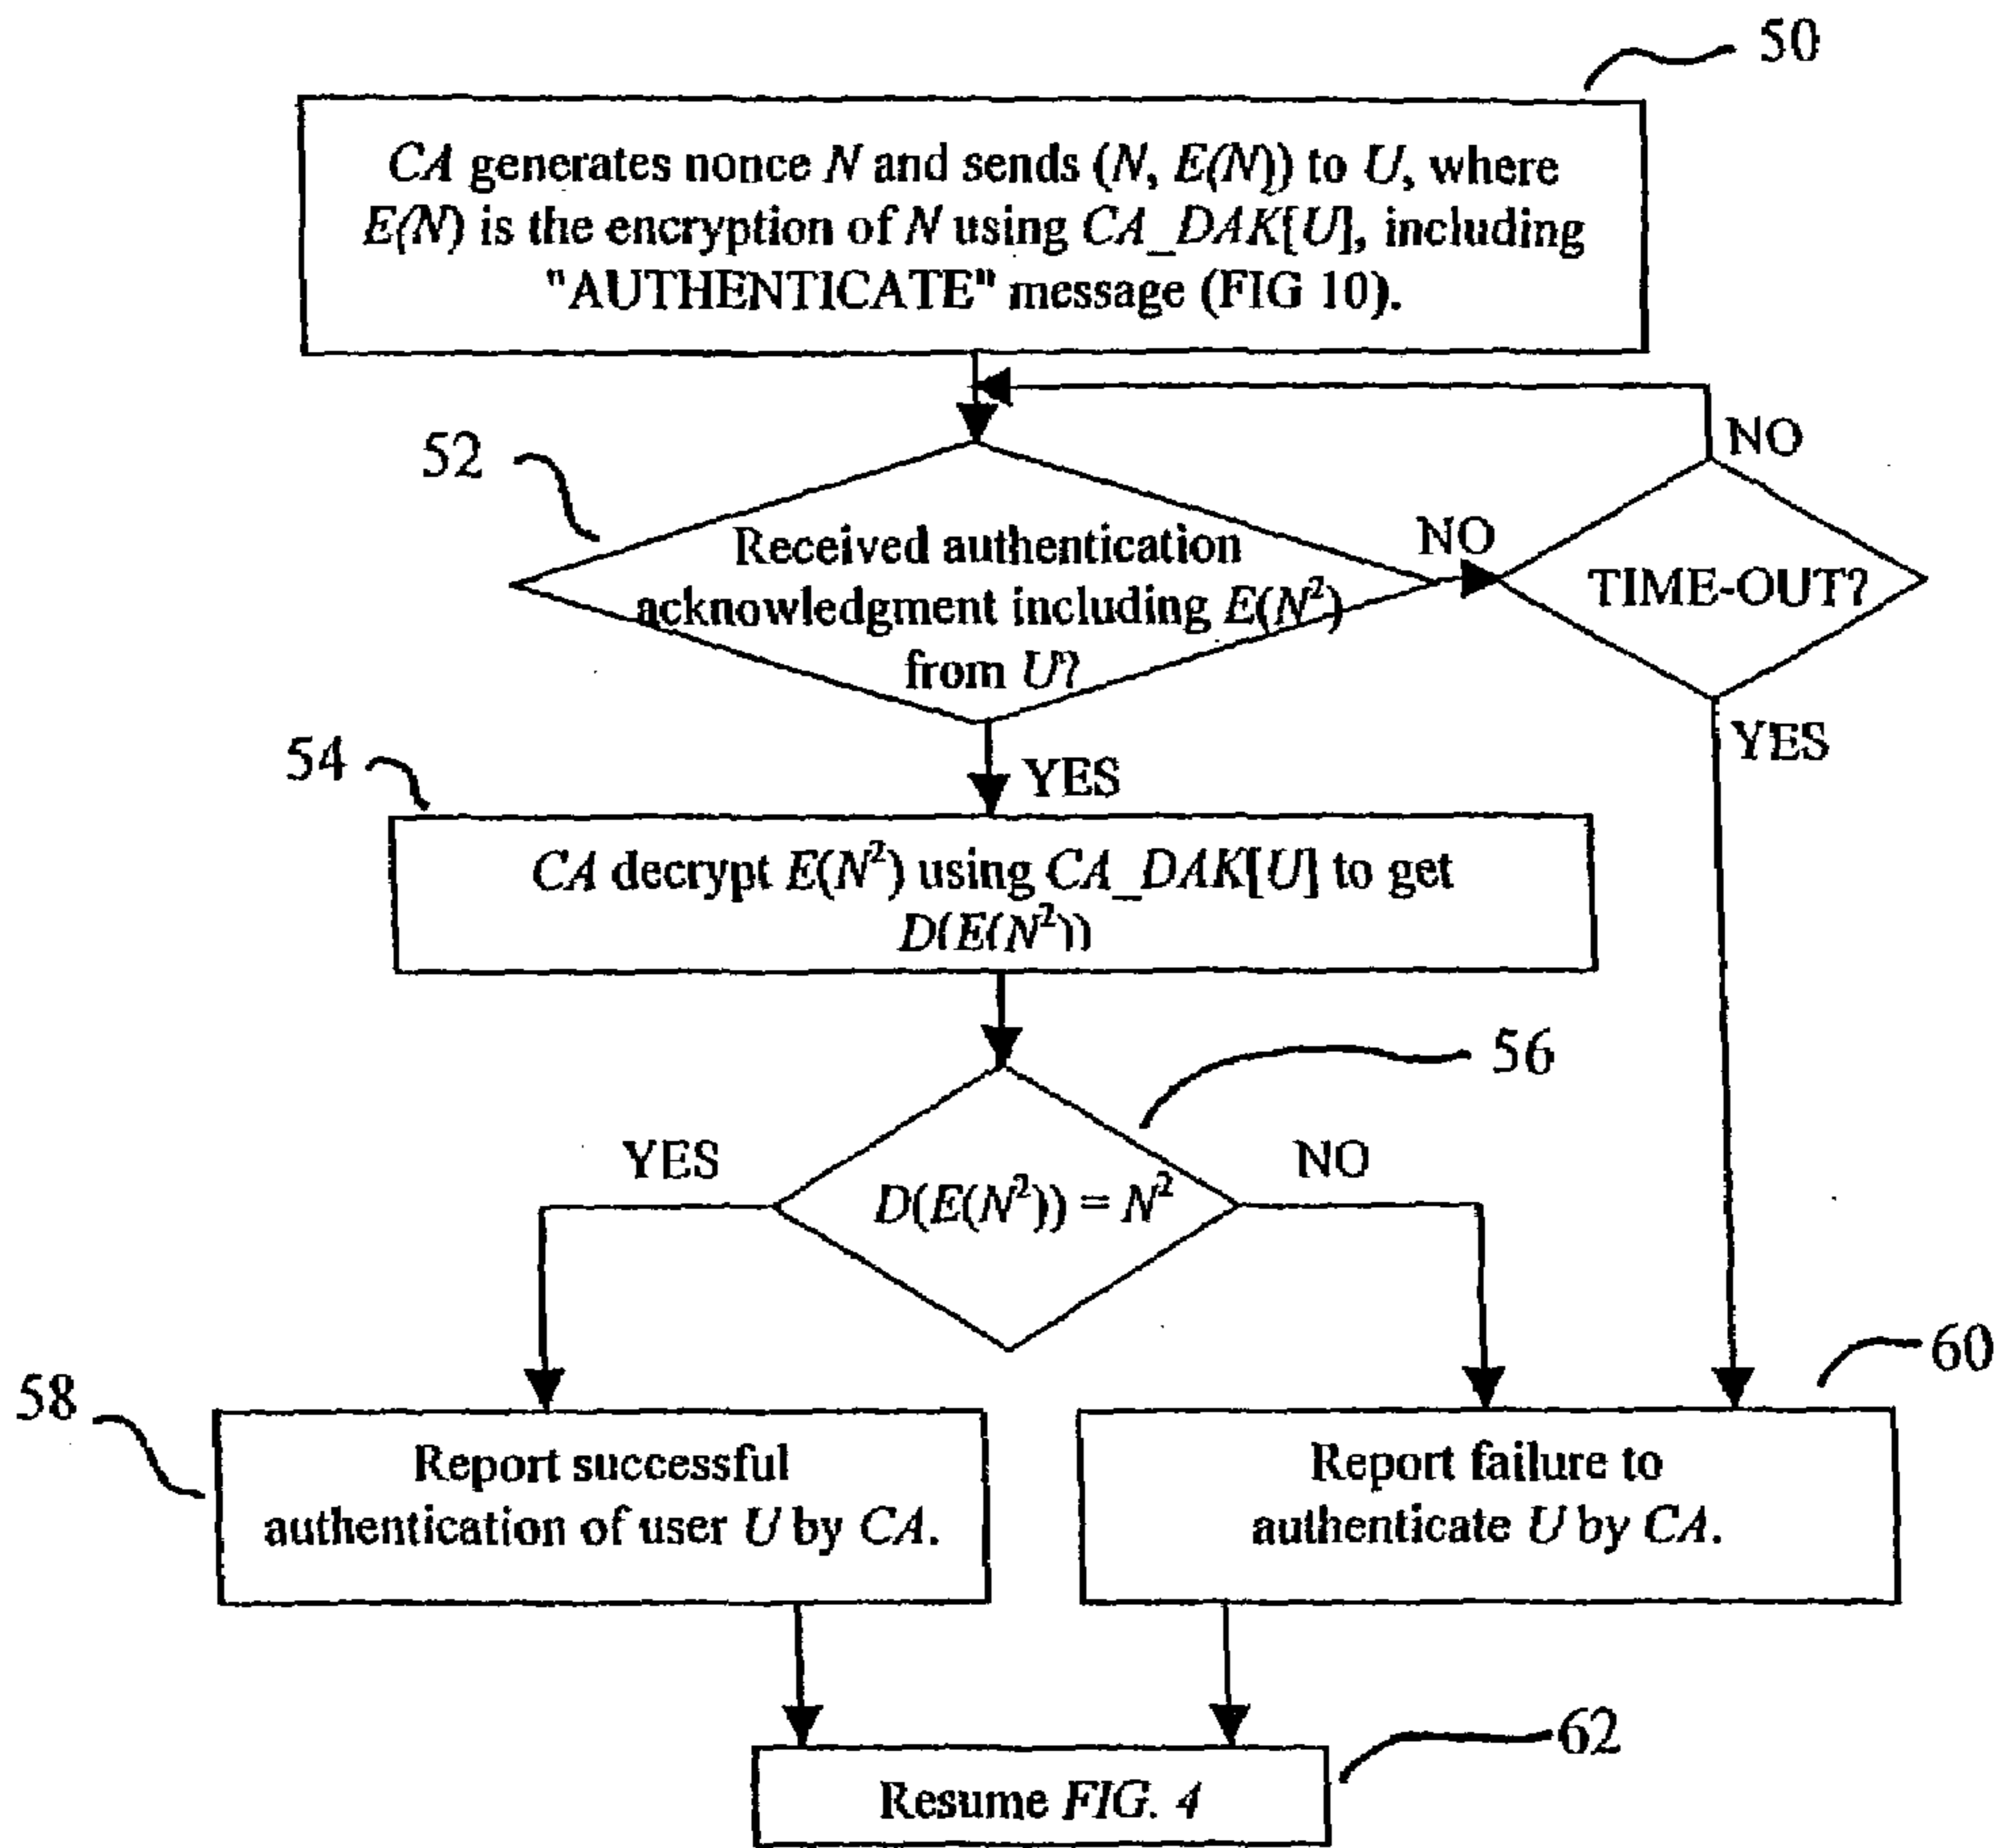 50
CA generates nonce N and sends (N, E(N)) to U, where
E(N) is the encryption of N using CA_DAK[U], including
"AUTHENTICATE" message (FIG 10).
52
Received authentication
acknowledgment including E(N²)
from U?
NO
TIME-OUT?
NO
YES
YES
54
CA decrypt E(N²) using CA_DAK[U] to get
D(E(N²))
56
D(E(N²)) = N²
YES
NO
58
Report successful
authentication of user U by CA.
60
Report failure to
authenticate U by CA.
62
Resume FIG. 4